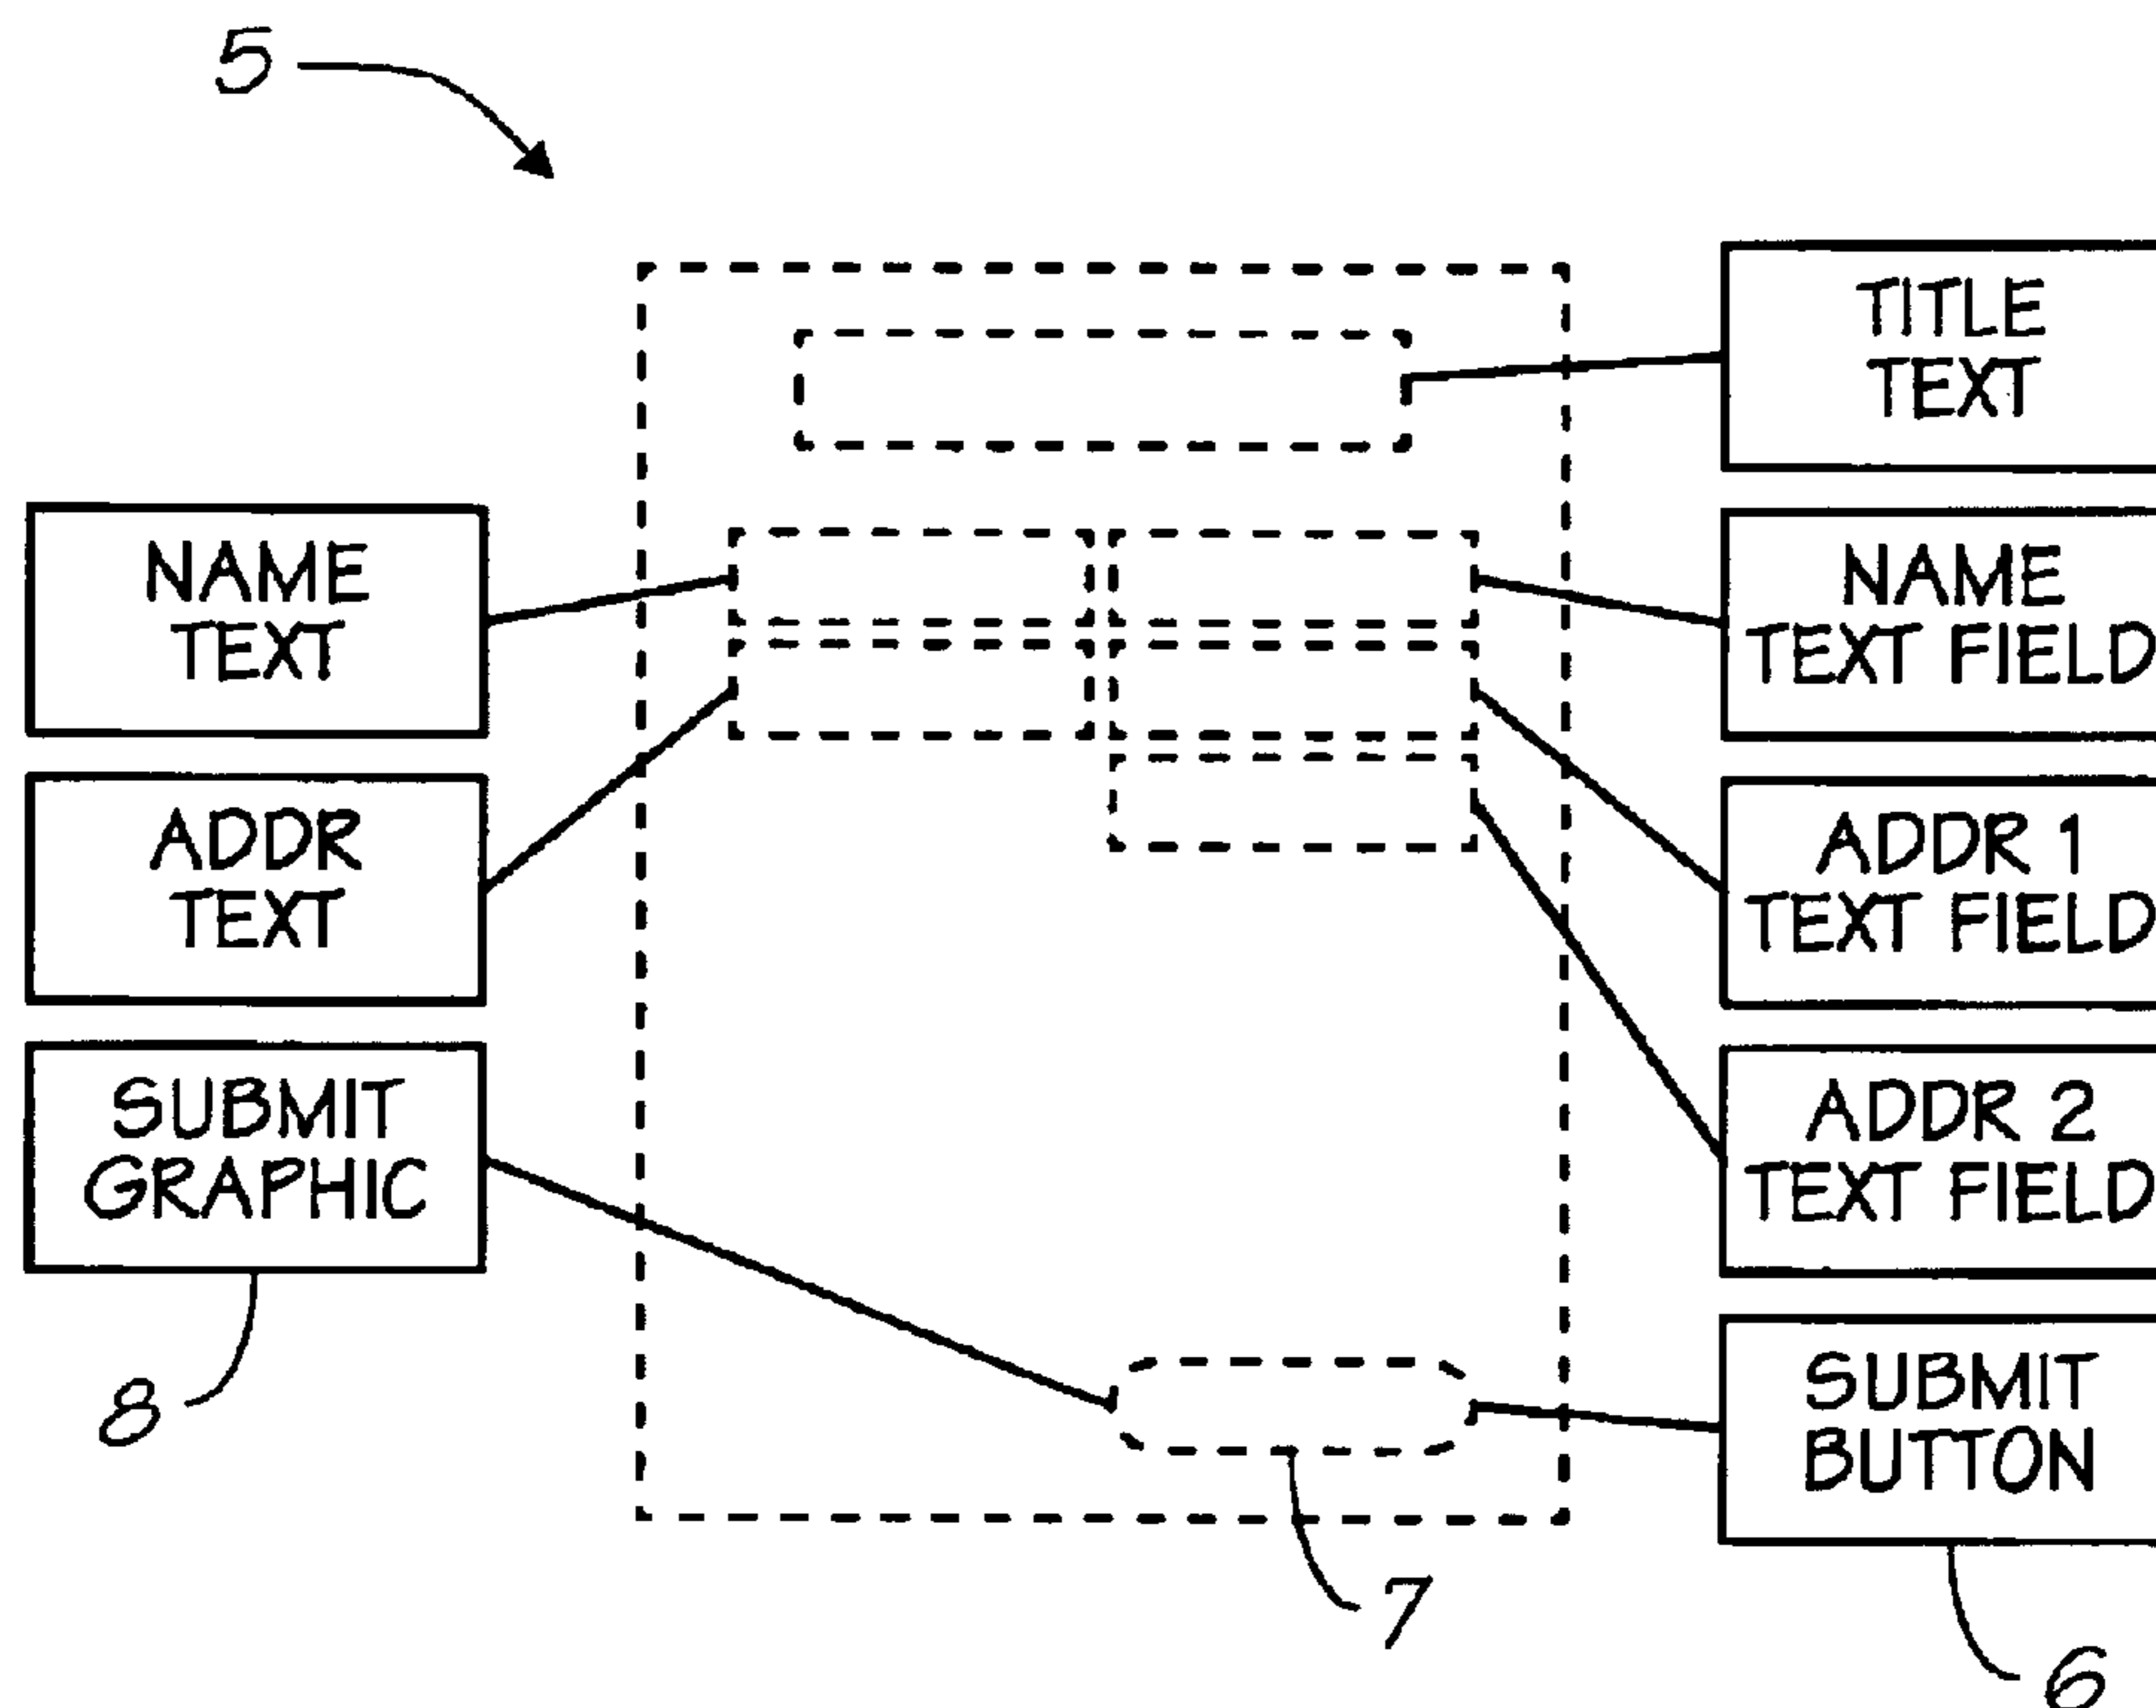 5
TITLE
TEXT
NAME
TEXT
NAME
TEXT FIELD
ADDR
TEXT
ADDR 1
TEXT FIELD
SUBMIT
GRAPHIC
ADDR 2
TEXT FIELD
8
SUBMIT
BUTTON
7
6